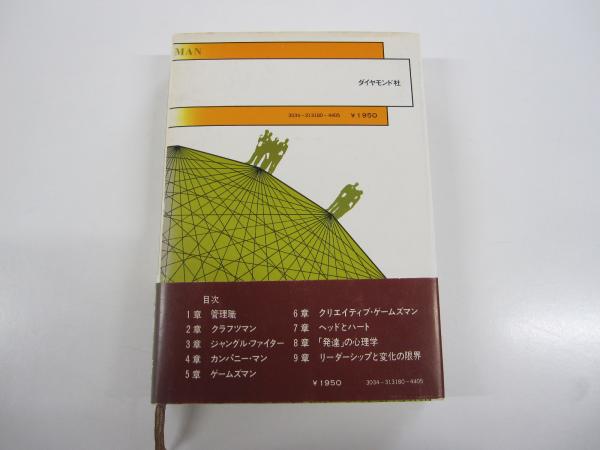 MAN
ダイヤモンド社
3034-313180-4405 ￥1950
目次
1章 管理職
2章 クラフツマン
3章 ジャングル・ファイター
4章 カンパニー・マン
5章 ゲームズマン
6章 クリエイティブ・ゲームズマン
7章 ヘッドとハート
8章 「発達」の心理学
9章 リーダーシップと変化の限界
￥1950 3034-313180-4405